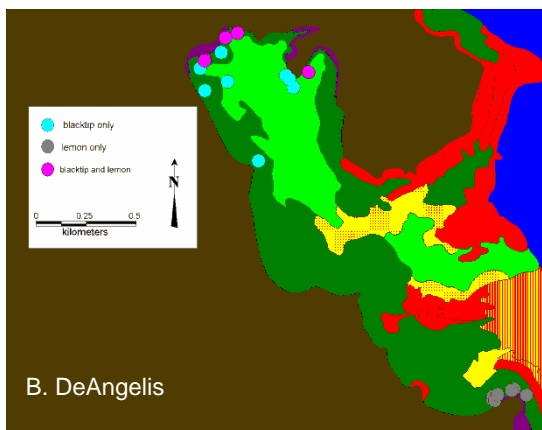 blacktip only
lemon only
blacktip and lemon
N
0 0.25 0.5
kilometers
B. DeAngelis